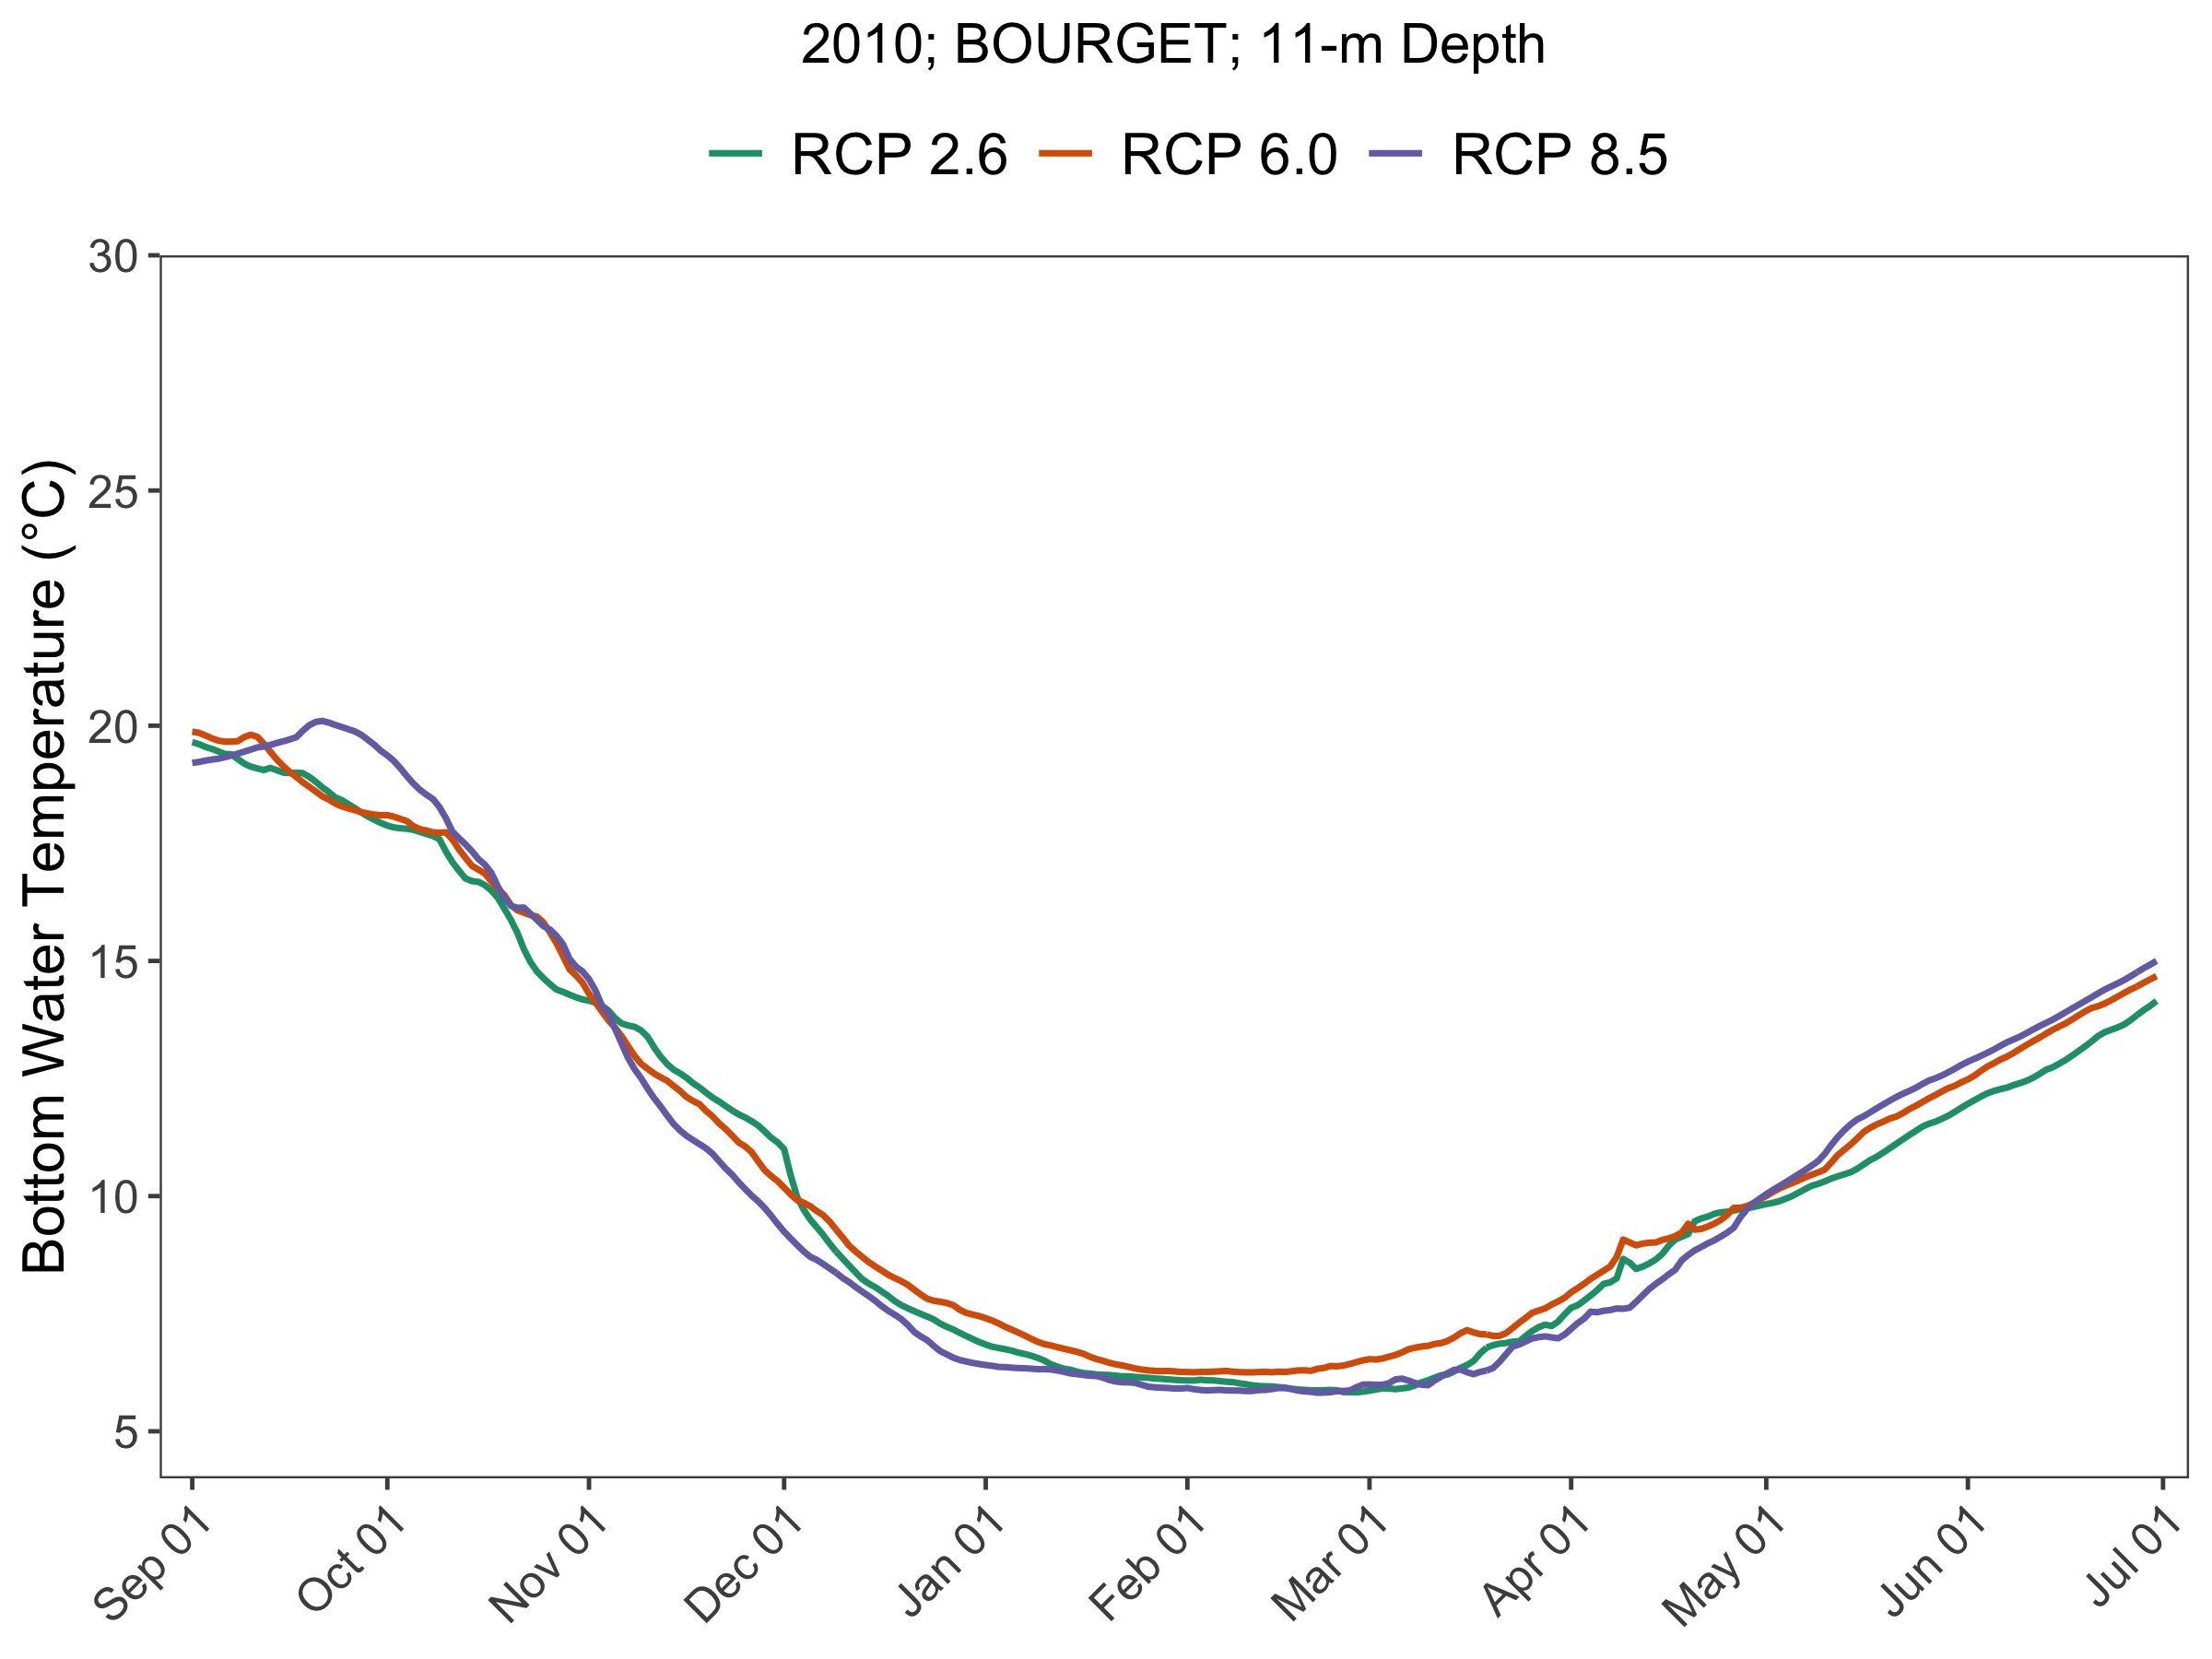 2010; BOURGET; 11-m Depth
RCP 2.6 RCP 6.0 RCP 8.5
Bottom Water Temperature (°C)
30
25
20
15
10
5
Sep 01 Oct 01 Nov 01 Dec 01 Jan 01 Feb 01 Mar 01 Apr 01 May 01 Jun 01 Jul 01